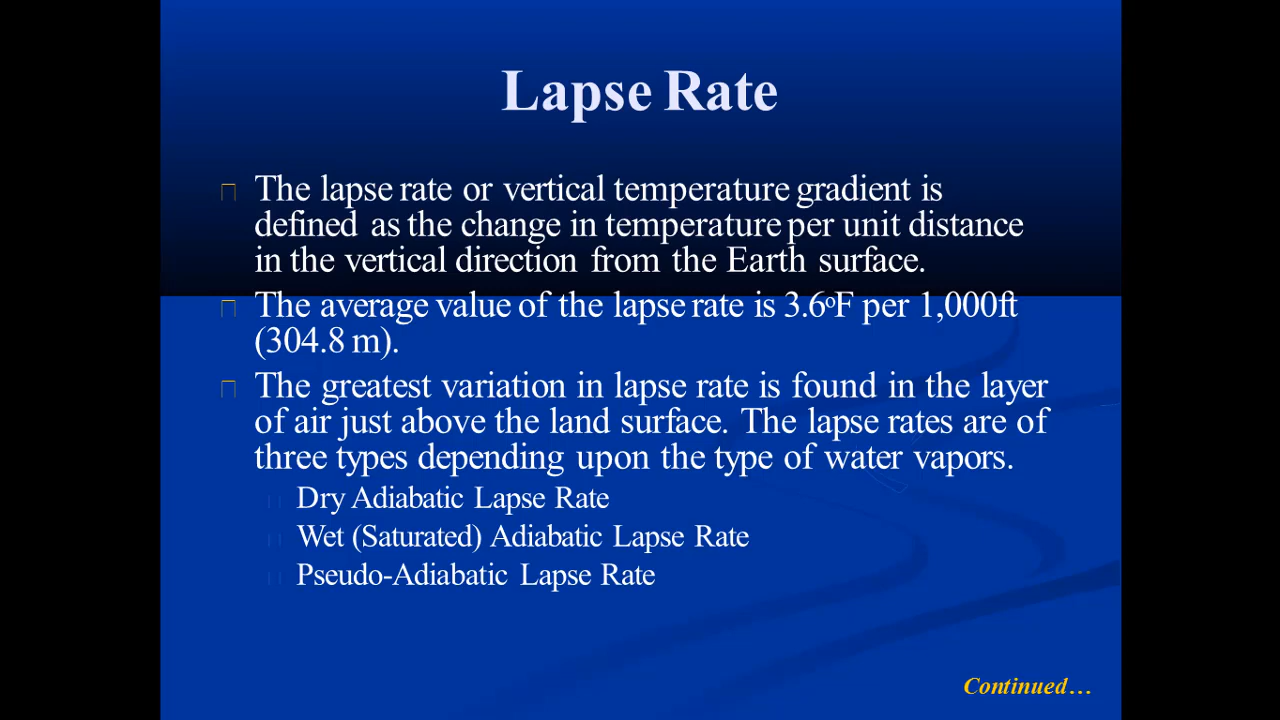 Lapse Rate
The lapse rate or vertical temperature gradient is
defined as the change in temperature per unit distance
in the vertical direction from the Earth surface.
The average value of the lapse rate is 3.6ºF per 1,000ft
(304.8 m).
The greatest variation in lapse rate is found in the layer
of air just above the land surface. The lapse rates are of
three types depending upon the type of water vapors.
Dry Adiabatic Lapse Rate
Wet (Saturated) Adiabatic Lapse Rate
Pseudo-Adiabatic Lapse Rate
Continued…